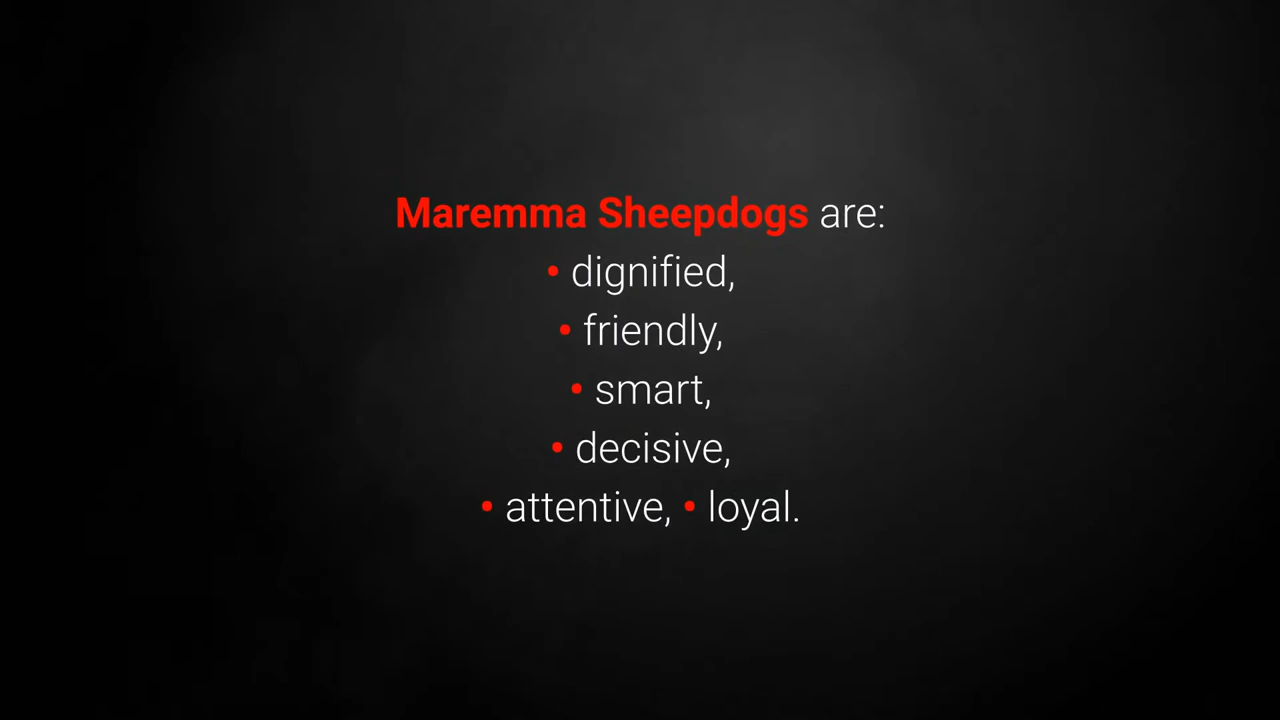 Maremma Sheepdogs are:
• dignified,
• friendly,
• smart,
• decisive,
• attentive, • loyal.